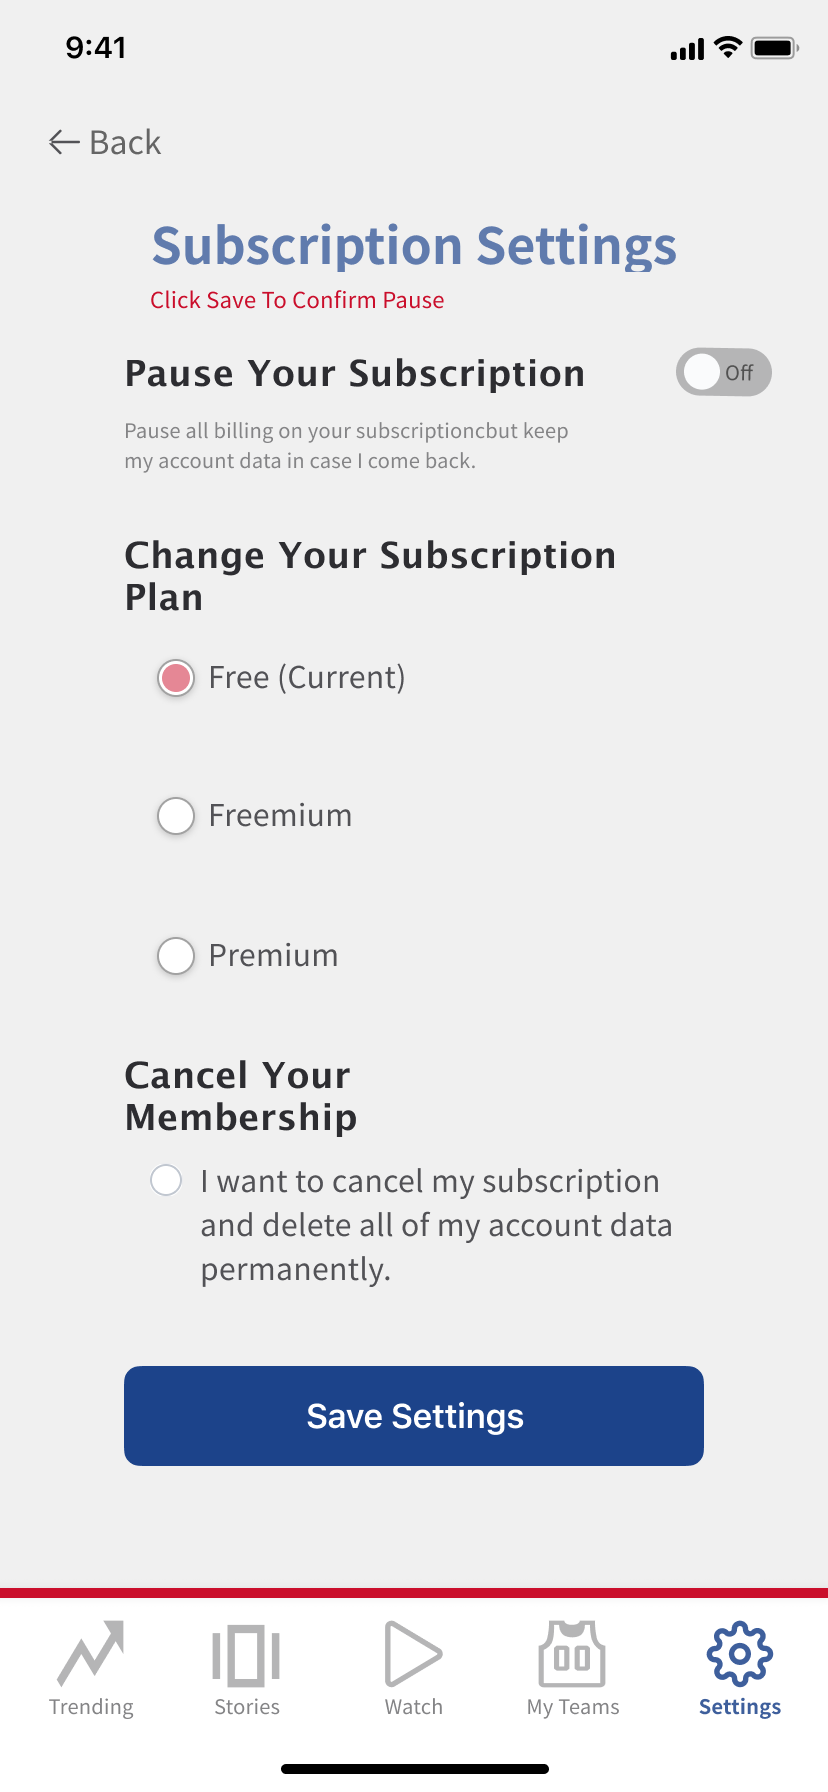 9:41
Back
Subscription Settings
Click Save To Confirm Pause
Pause Your Subscription
Off
Pause all billing on your subscriptioncbut keep
my account data in case I come back.
Change Your Subscription
Plan
Free (Current)
Freemium
Premium
Cancel Your
Membership
I want to cancel my subscription
and delete all of my account data
permanently.
Save Settings
Trending
Stories
Watch
My Teams
Settings